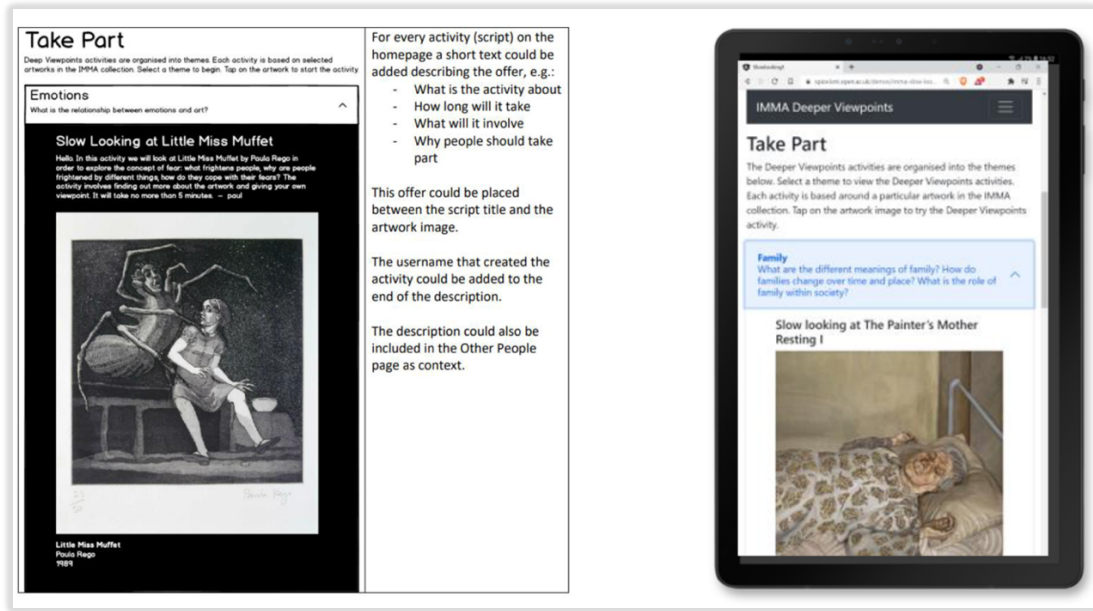 Take Part
Deep Viewpoints activities are organised into themes. Each activity is based on selected
artworks in the IMMA collection. Select a theme to begin. Tap on the artwork to start the activity
Emotions
What is the relationship between emotions and art?
Slow Looking at Little Miss Muffet
Hello. In this activity we will look at Little Miss Muffet by Paula Rego in
order to explore the concept of fear: what frightens people, why are people
frightened by different things, how do they cope with their fears? The
activity involves finding out more about the artwork and giving your own
viewpoint. It will take no more than 5 minutes. – paul
Paula Rego
Little Miss Muffet
Paula Rego
1989
For every activity (script) on the
homepage a short text could be
added describing the offer, e.g.:
- What is the activity about
- How long will it take
- What will it involve
- Why people should take
part
This offer could be placed
between the script title and the
artwork image.
The username that created the
activity could be added to the
end of the description.
The description could also be
included in the Other People
page as context.
IMMA Deeper Viewpoints
Take Part
The Deeper Viewpoints activities are organised into the themes
below. Select a theme to view the Deeper Viewpoints activities.
Each activity is based around a particular artwork in the IMMA
collection. Tap on the artwork image to try the Deeper Viewpoints
activity.
Family
What are the different meanings of family? How do
families change over time and place? What is the role of
family within society?
Slow looking at The Painter's Mother
Resting I